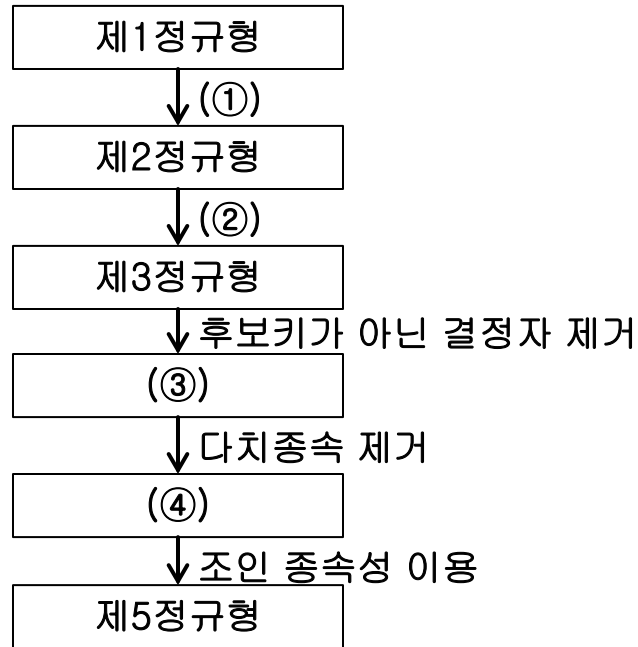 제1정규형
(①)
제2정규형
(②)
제3정규형
후보키가 아닌 결정자 제거
(③)
다치종속 제거
(④)
조인 종속성 이용
제5정규형